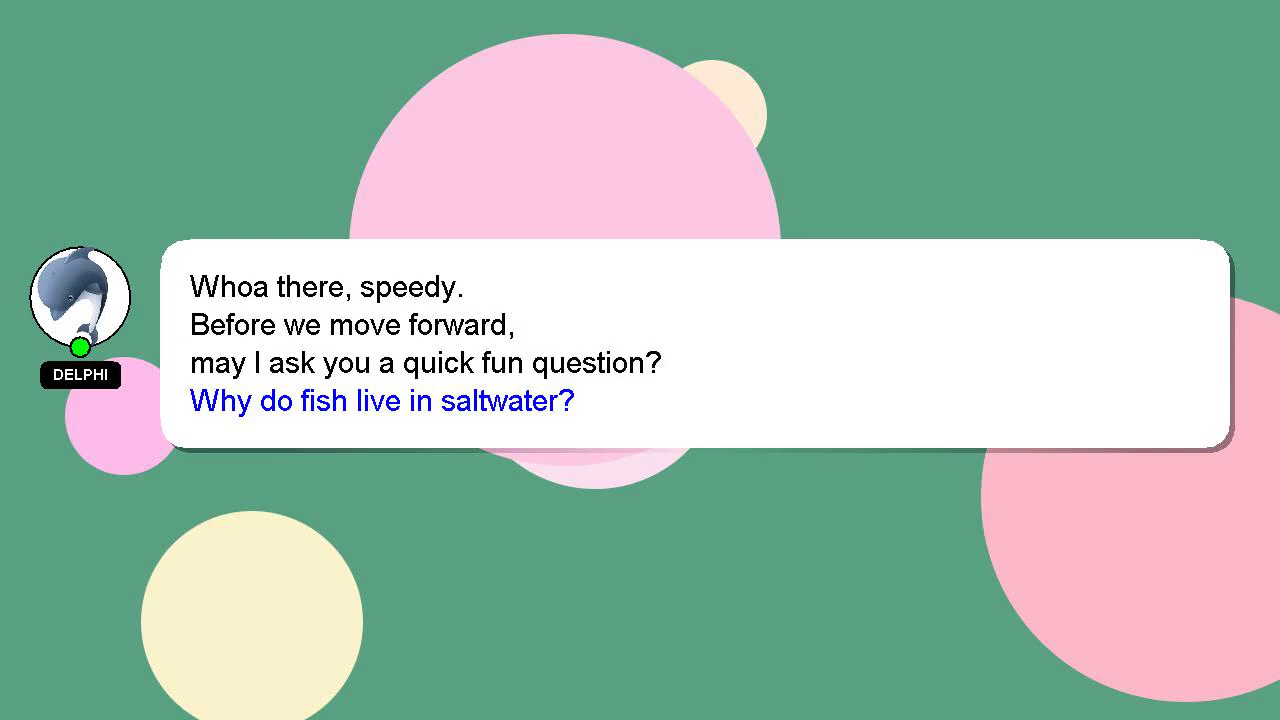 Whoa there, speedy.
Before we move forward,
may I ask you a quick fun question?
Why do fish live in saltwater?
DELPHI